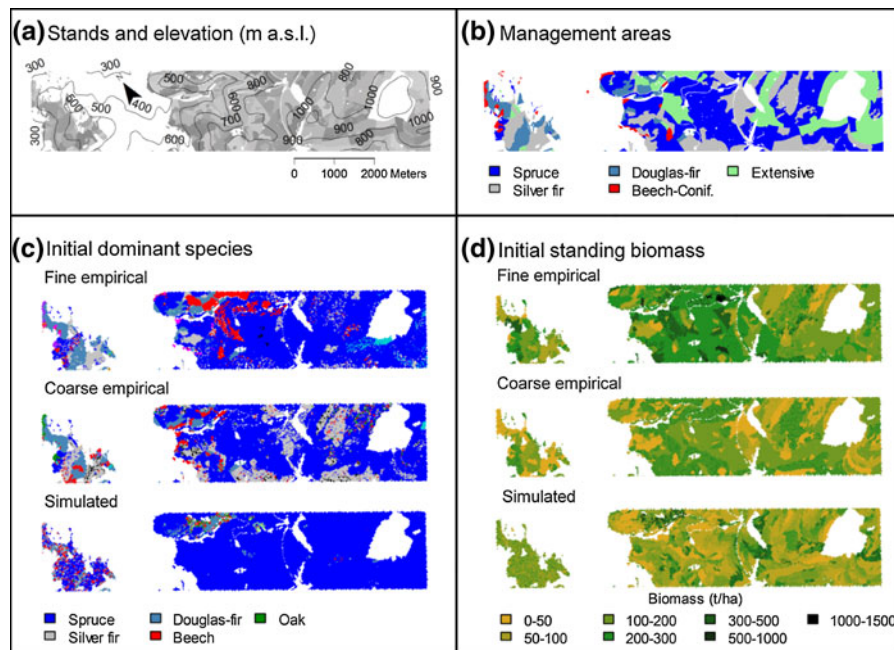 (a) Stands and elevation (m a.s.l.)
300 300 500 800 800 900
600 500 400 600 1000 1000
300 700 900 1000
600 900 800
0 1000 2000 Meters
(b) Management areas
Spruce Douglas-fir Extensive
Silver fir Beech-Conif.
(c) Initial dominant species
Fine empirical
Coarse empirical
Simulated
Spruce Douglas-fir Oak
Silver fir Beech
(d) Initial standing biomass
Fine empirical
Coarse empirical
Simulated
Biomass (t/ha)
0-50 100-200 300-500 1000-1500
50-100 200-300 500-1000